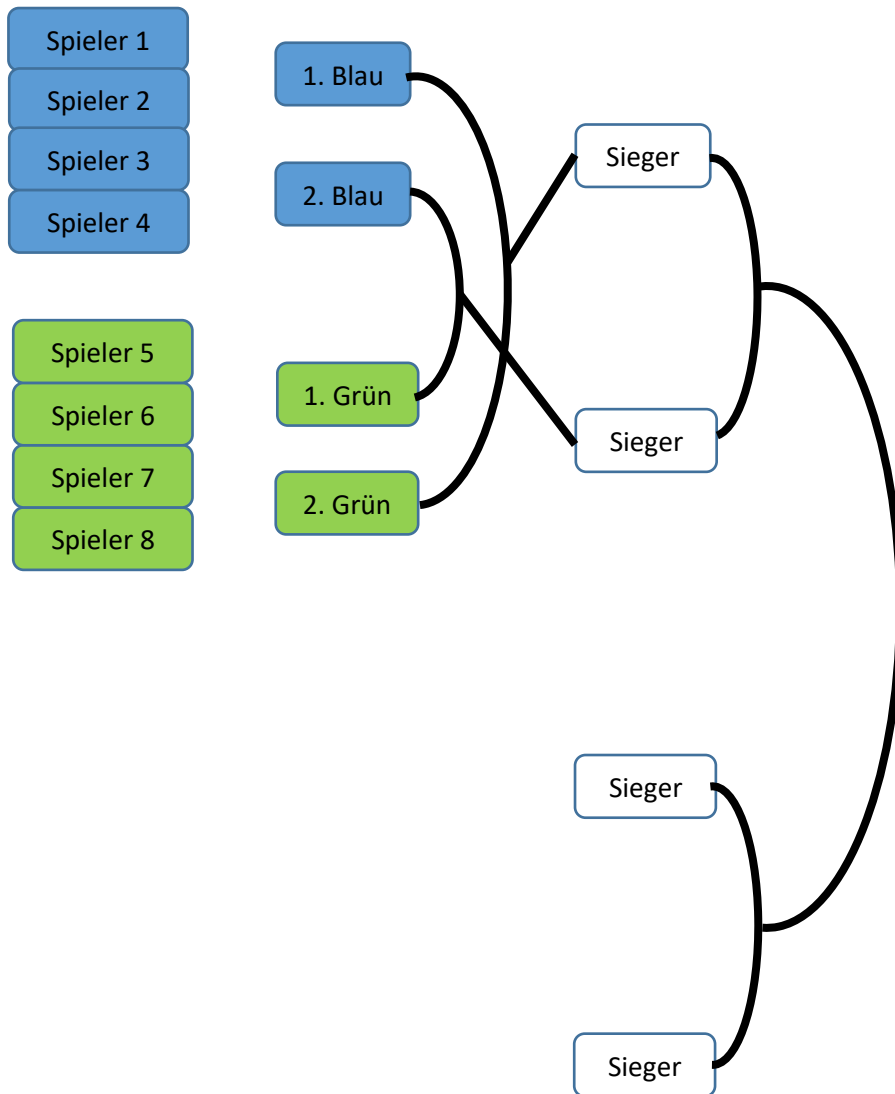 Spieler 1
Spieler 2
Spieler 3
Spieler 4
Spieler 5
Spieler 6
Spieler 7
Spieler 8
1. Blau
2. Blau
1. Grün
2. Grün
Sieger
Sieger
Sieger
Sieger